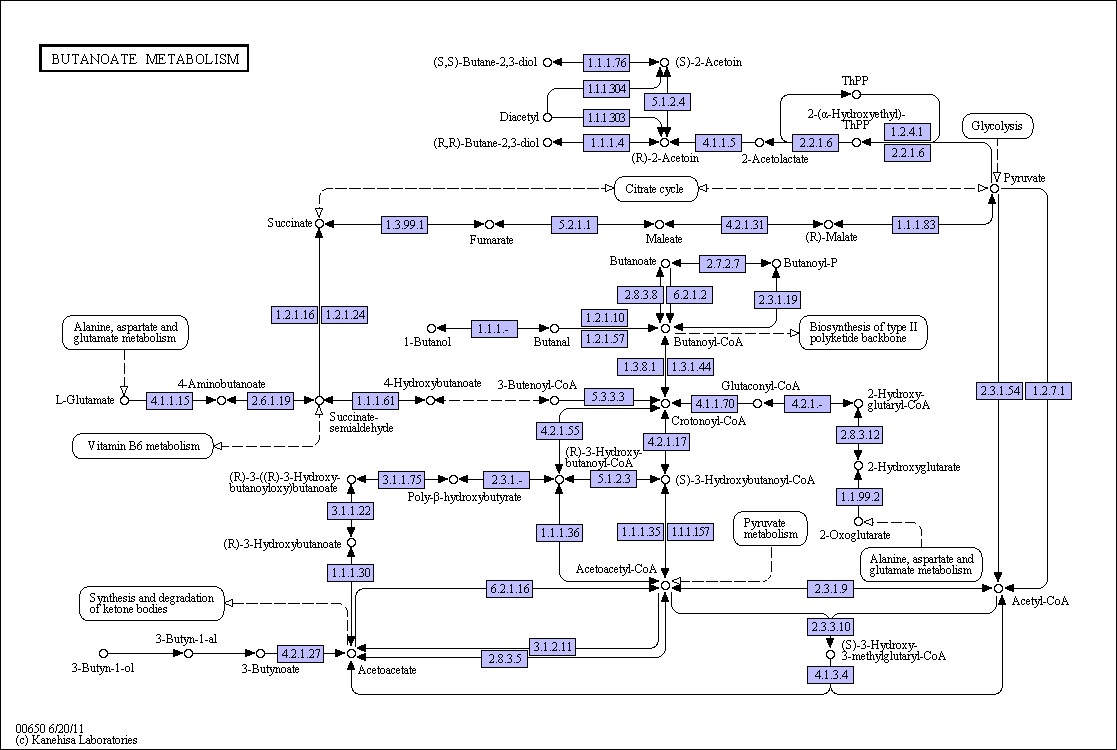 BUTANOATE METABOLISM
(S,S)-Butane-2,3-diol
1.1.1.76
(S)-2-Acetoin
1.1.1.304
5.1.2.4
Diacetyl
1.1.1.303
(R,R)-Butane-2,3-diol
1.1.1.4
(R)-2-Acetoin
4.1.1.5
2-Acetolactate
2.2.1.6
ThPP
2-(α-Hydroxyethyl)-
ThPP
1.2.4.1
2.2.1.6
Glycolysis
Pyruvate
Citrate cycle
Succinate
1.3.99.1
Fumarate
5.2.1.1
Maleate
4.2.1.31
(R)-Malate
1.1.1.83
Butanoate
2.7.2.7
Butanoyl-P
2.8.3.8
6.2.1.2
2.3.1.19
1.2.1.16
1.2.1.24
1-Butanol
1.1.1.-
Butanal
1.2.1.10
1.2.1.57
Butanoyl-CoA
Biosynthesis of type II
polyketide backbone
Alanine, aspartate and
glutamate metabolism
1.3.8.1
1.3.1.44
L-Glutamate
4.1.1.15
4-Aminobutanoate
2.6.1.19
Succinate-
semialdehyde
1.1.1.61
4-Hydroxybutanoate
3-Butenoyl-CoA
5.3.3.3
Crotonoyl-CoA
4.1.1.70
Glutaconyl-CoA
4.2.1.-
2-Hydroxy-
glutaryl-CoA
2.3.1.54
1.2.7.1
Vitamin B6 metabolism
4.2.1.55
4.2.1.17
2.8.3.12
(R)-3-Hydroxy-
butanoyl-CoA
2-Hydroxyglutarate
(R)-3-((R)-3-Hydroxy-
butanoyloxy)butanoate
3.1.1.75
Poly-β-hydroxybutyrate
2.3.1.-
5.1.2.3
(S)-3-Hydroxybutanoyl-CoA
1.1.99.2
3.1.1.22
2-Oxoglutarate
(R)-3-Hydroxybutanoate
1.1.1.36
1.1.1.35
1.1.1.157
Pyruvate
metabolism
Alanine, aspartate and
glutamate metabolism
1.1.1.30
Acetoacetyl-CoA
6.2.1.16
2.3.1.9
Acetyl-CoA
Synthesis and degradation
of ketone bodies
2.3.3.10
3-Butyn-1-ol
3-Butyn-1-al
3-Butynoate
4.2.1.27
Acetoacetate
3.1.2.11
2.8.3.5
(S)-3-Hydroxy-
3-methylglutaryl-CoA
4.1.3.4
00650 6/20/11
(c) Kanehisa Laboratories